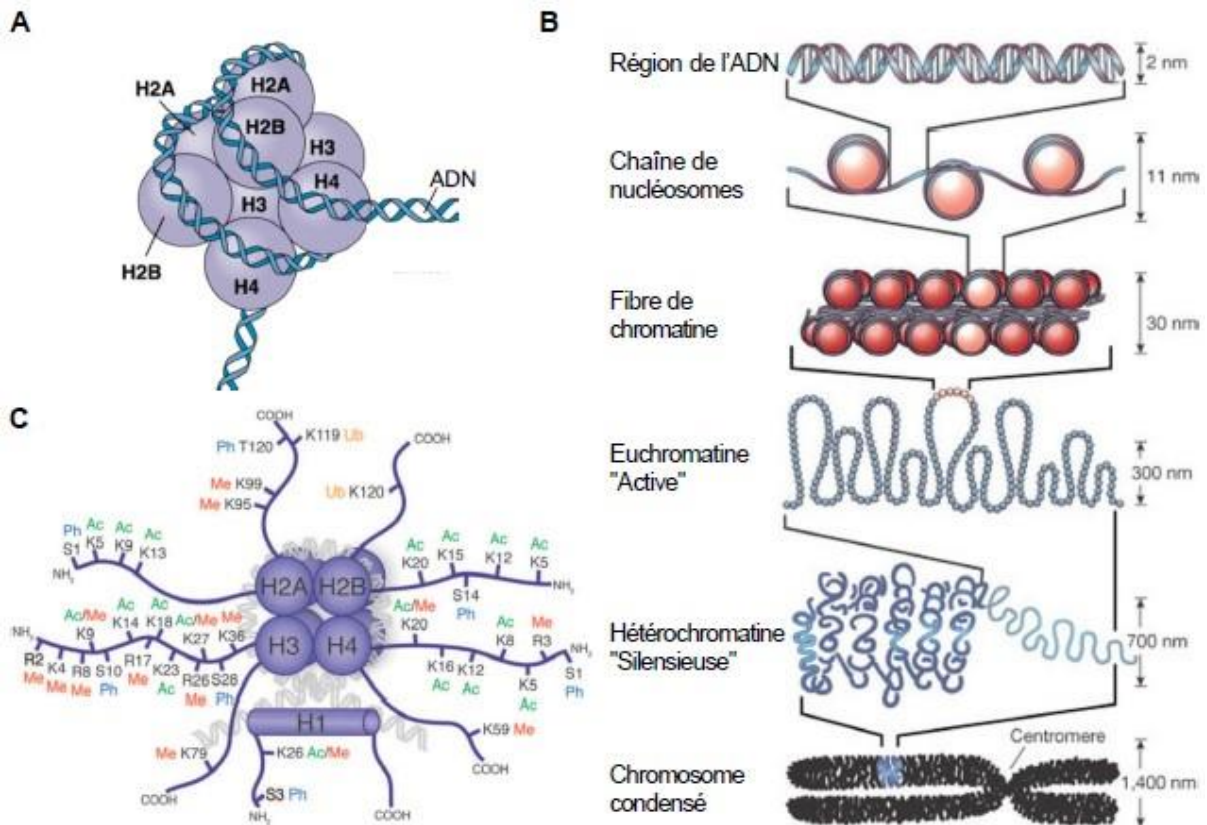 A
H2A
H2A
H2B
H3
H4
ADN
H3
H2B
H4
B
Région de l'ADN
2 nm
Chaîne de
nucléosomes
11 nm
Fibre de
chromatine
30 nm
Euchromatine
"Active"
300 nm
Hétérochromatine
"Silensieuse"
700 nm
Centromere
Chromosome
condensé
1,400 nm
C
COOH
Ph T120
K119 Ub
COOH
Me K99
Me K95
Ub K120
Ph Ac Ac Ac
S1 K5 K9 K13
NH2
Ac Ac Ac Ac
K20 K15 K12 K5
S14
Ph
NH2
H2A H2B
Ac/Me Ac Ac Ac/Me Me
K9 K14 K18 K27 K36
NH2
R2 K4 R8 S10 R17 K23 R26 S28
Me Me Me Ph Me Ac Me Ph
H3 H4
Ac/Me Ac Me
K20 K8 R3
NH2
K16 K12 K5 S1
Ac Ac Ac Ph
H1
Me K79
K26 Ac/Me
K59 Me
COOH
S3 Ph
NH2
COOH
COOH